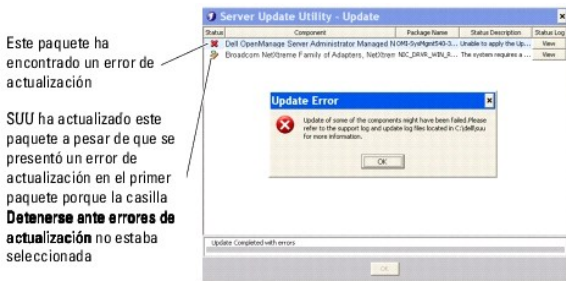 Este paquete ha
encontrado un error de
actualización
SUU ha actualizado este
paquete a pesar de que se
presentó un error de
actualización en el primer
paquete porque la casilla
Detenerse ante errores de
actualización no estaba
seleccionada
Server Update Utility - Update
Status Component Package Name Status Description Status Log
Dell OpenManage Server Administrator Managed N OMI-SysMgmt540-3... Unable to apply the Up... View
Broadcom NetXtreme Family of Adapters, NetXtrem NIC_DRVR_WIN_R... The system requires a ... View
Update Error
Update of some of the components might have been failed.Please
refer to the support log and update log files located in C:\dell\suu
for more information.
OK
Update Completed with errors
OK